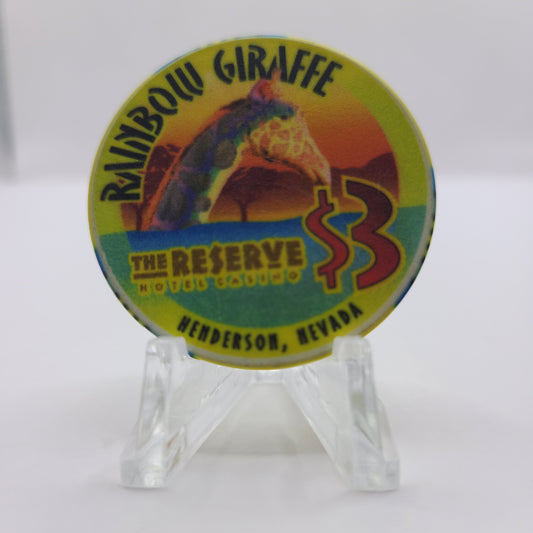 RAINBOW GIRAFFE
$3
THE RESERVE
HOTEL CASINO
HENDERSON, NEVADA